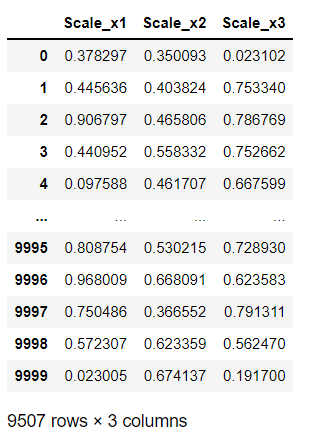 Scale_x1 Scale_x2 Scale_x3
0 0.378297 0.350093 0.023102
1 0.445636 0.403824 0.753340
2 0.906797 0.465806 0.786769
3 0.440952 0.558332 0.752662
4 0.097588 0.461707 0.667599
... ... ... ...
9995 0.808754 0.530215 0.728930
9996 0.968009 0.668091 0.623583
9997 0.750486 0.366552 0.791311
9998 0.572307 0.623359 0.562470
9999 0.023005 0.674137 0.191700
9507 rows × 3 columns